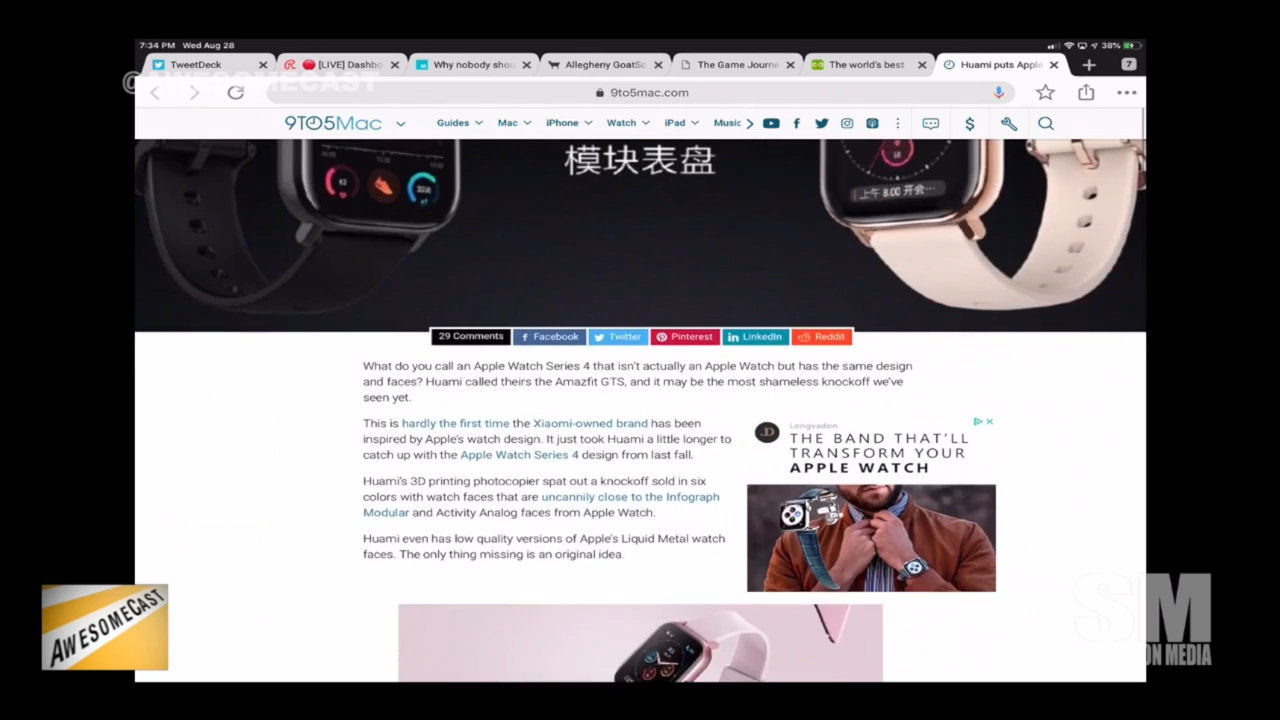 7:34 PM Wed Aug 28
38%
TweetDeck
[LIVE] Dashbo
Why nobody shou
Allegheny GoatSc
The Game Journe
The world's best
Huami puts Apple
7
@AWESOMECAST
9to5mac.com
9TO5Mac
Guides
Mac
iPhone
Watch
iPad
Music
模块表盘
上午 8.00 开会…
29 Comments
Facebook
Twitter
Pinterest
LinkedIn
Reddit
What do you call an Apple Watch Series 4 that isn't actually an Apple Watch but has the same design
and faces? Huami called theirs the Amazfit GTS, and it may be the most shameless knockoff we've
seen yet.
This is hardly the first time the Xiaomi-owned brand has been
inspired by Apple's watch design. It just took Huami a little longer to
catch up with the Apple Watch Series 4 design from last fall.
Huami's 3D printing photocopier spat out a knockoff sold in six
colors with watch faces that are uncannily close to the Infograph
Modular and Activity Analog faces from Apple Watch.
Huami even has low quality versions of Apple's Liquid Metal watch
faces. The only thing missing is an original idea.
Longvadon
THE BAND THAT'LL
TRANSFORM YOUR
APPLE WATCH
AWESOMECAST
SM
ON MEDIA